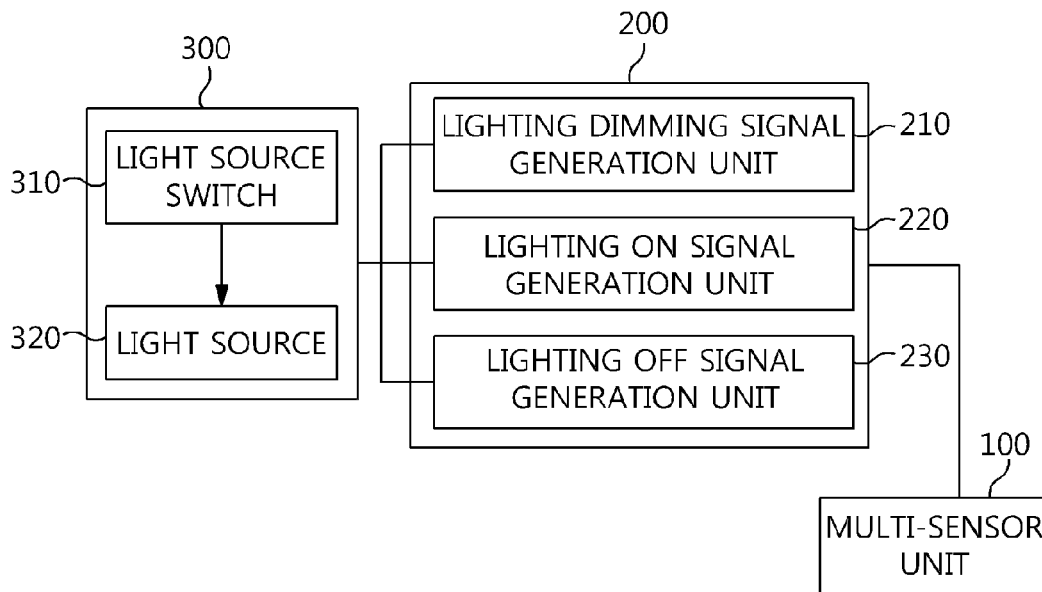 300
200
LIGHT SOURCE
SWITCH
310
LIGHT SOURCE
320
LIGHTING DIMMING SIGNAL
GENERATION UNIT
210
LIGHTING ON SIGNAL
GENERATION UNIT
220
LIGHTING OFF SIGNAL
GENERATION UNIT
230
100
MULTI-SENSOR
UNIT